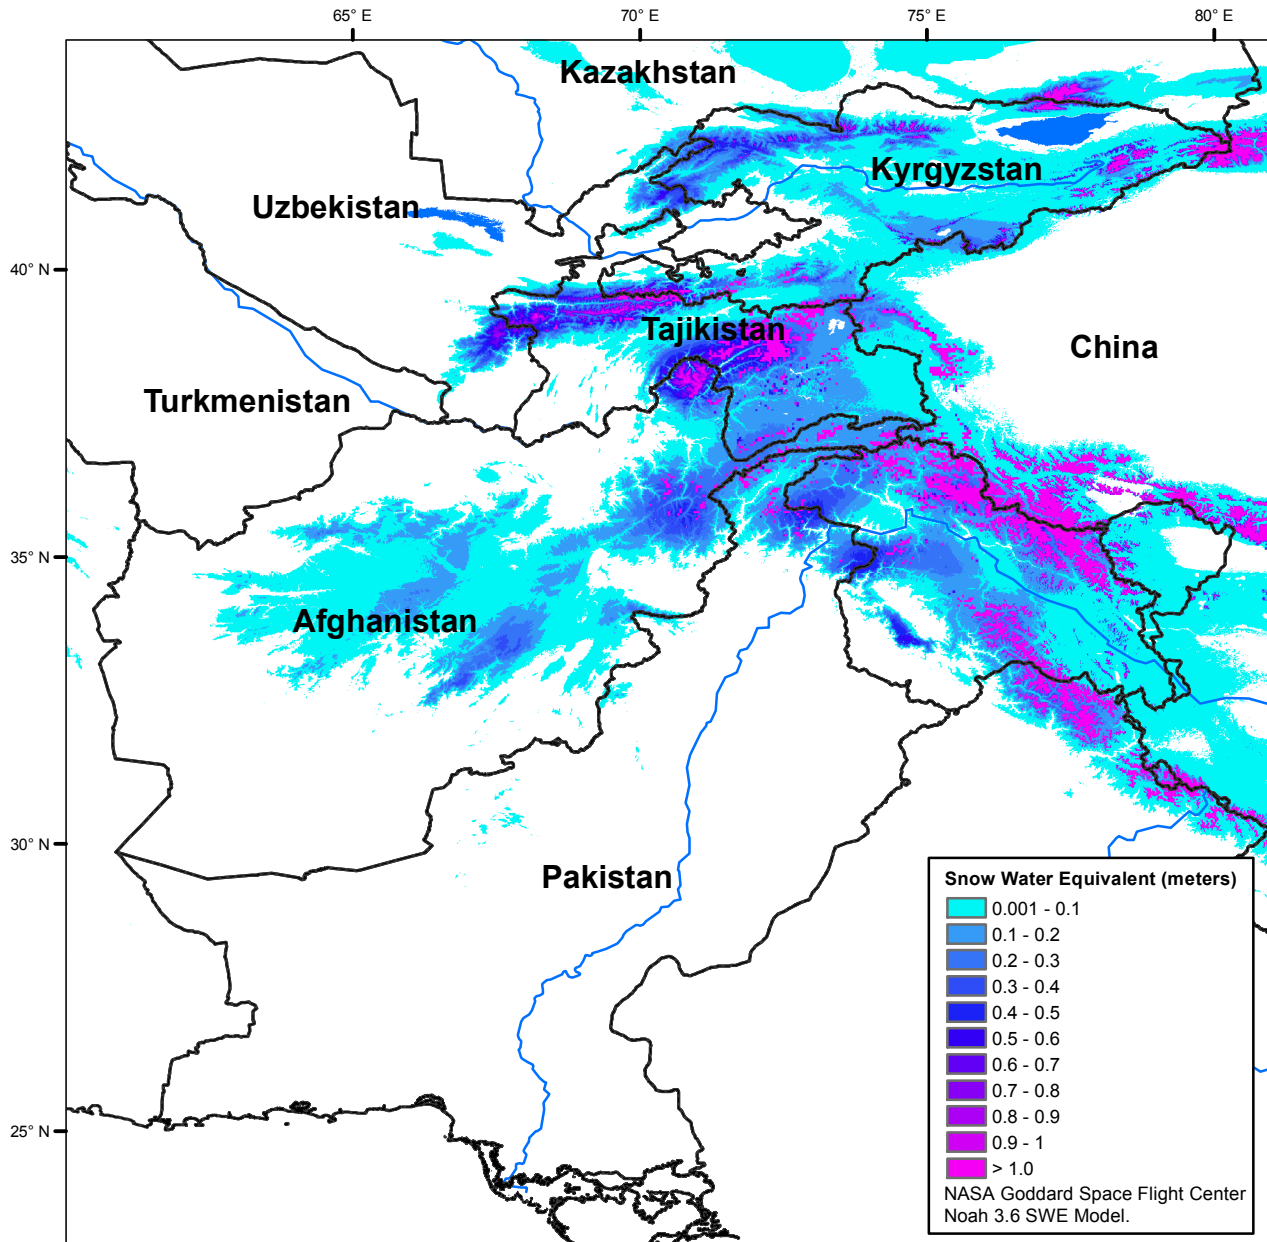 65° E
70° E
75° E
80° E
Kazakhstan
Kyrgyzstan
Uzbekistan
40° N
Tajikistan
China
Turkmenistan
35° N
Afghanistan
30° N
Pakistan
25° N
Snow Water Equivalent (meters)
0.001 - 0.1
0.1 - 0.2
0.2 - 0.3
0.3 - 0.4
0.4 - 0.5
0.5 - 0.6
0.6 - 0.7
0.7 - 0.8
0.8 - 0.9
0.9 - 1
> 1.0
NASA Goddard Space Flight Center
Noah 3.6 SWE Model.